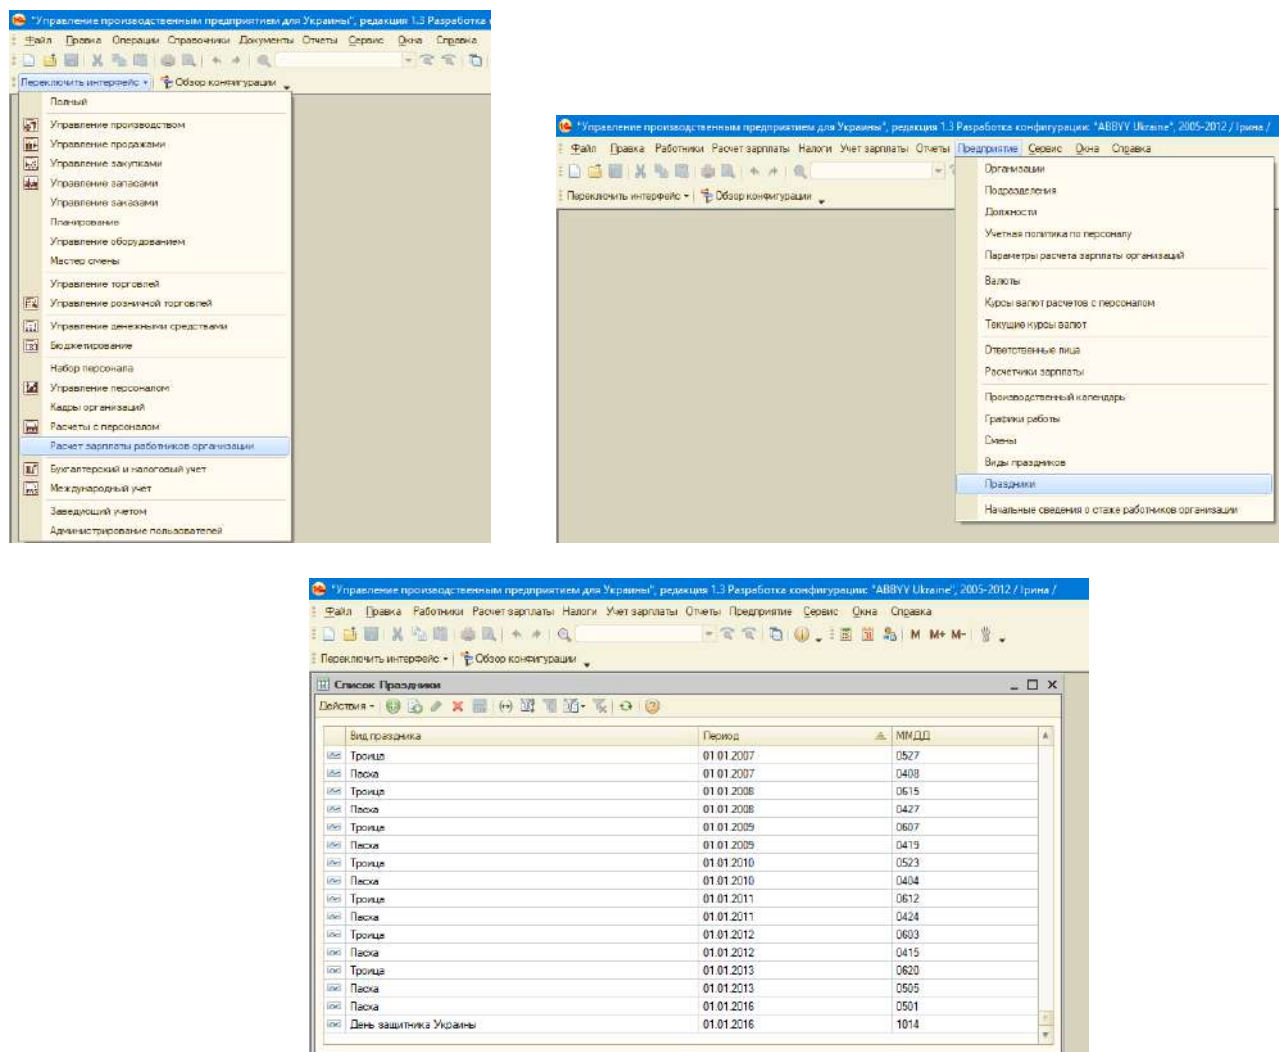 "Управление производственным предприятием для Украины", редакция 1.3 Разработка
Файл Правка Операции Справочники Документы Отчеты Сервис Окна Справка
Переключить интерфейс Обзор конфигурации
Полный
Управление производством
Управление продажами
Управление закупками
Управление запасами
Управление заказами
Планирование
Управление оборудованием
Мастер смены
Управление торговлей
Управление розничной торговлей
Управление денежными средствами
Бюджетирование
Набор персонала
Управление персоналом
Кадры организаций
Расчеты с персоналом
Расчет зарплаты работников организации
Бухгалтерский и налоговый учет
Международный учет
Заведующий учетом
Администрирование пользователей
"Управление производственным предприятием для Украины", редакция 1.3 Разработка конфигурации: "ABBYY Ukraine", 2005-2012 / Ірина /
Файл Правка Работники Расчет зарплаты Налоги Учет зарплаты Отчеты Предприятие Сервис Окна Справка
Переключить интерфейс Обзор конфигурации
Организации
Подразделения
Должности
Учетная политика по персоналу
Параметры расчета зарплаты организаций
Валюты
Курсы валют расчетов с персоналом
Текущие курсы валют
Ответственные лица
Расчетчики зарплаты
Производственный календарь
Графики работы
Смены
Виды праздников
Праздники
Начальные сведения о стаже работников организации
"Управление производственным предприятием для Украины", редакция 1.3 Разработка конфигурации: "ABBYY Ukraine", 2005-2012 / Ірина /
Файл Правка Работники Расчет зарплаты Налоги Учет зарплаты Отчеты Предприятие Сервис Окна Справка
M M+ M-
Переключить интерфейс Обзор конфигурации
Список Праздники
Действия
Вид праздника Период ММДД
Троица 01.01.2007 0527
Пасха 01.01.2007 0408
Троица 01.01.2008 0615
Пасха 01.01.2008 0427
Троица 01.01.2009 0607
Пасха 01.01.2009 0419
Троица 01.01.2010 0523
Пасха 01.01.2010 0404
Троица 01.01.2011 0612
Пасха 01.01.2011 0424
Троица 01.01.2012 0603
Пасха 01.01.2012 0415
Троица 01.01.2013 0620
Пасха 01.01.2013 0505
Пасха 01.01.2016 0501
День защитника Украины 01.01.2016 1014